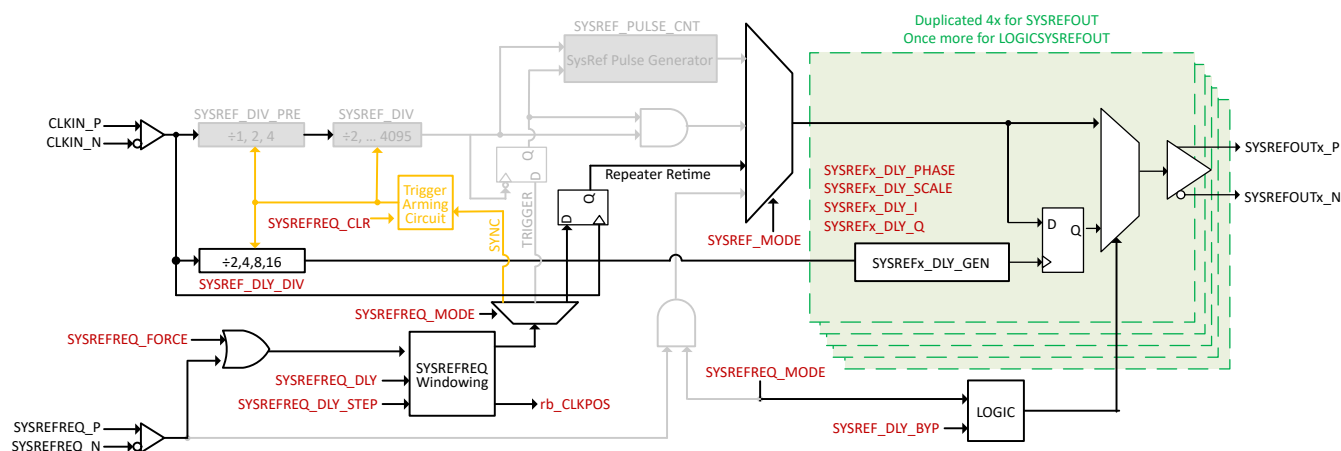 Duplicated 4x for SYSREFOUT
Once more for LOGICSYSREFOUT
SYSREF_PULSE_CNT
SysRef Pulse Generator
SYSREF_DIV_PRE
SYSREF_DIV
÷1, 2, 4
÷2, ... 4095
CLKIN_P
CLKIN_N
Q
D
TRIGGER
Trigger
Arming
Circuit
SYSREFREQ_CLR
SYNC
Repeater Retime
Q
D
SYSREF_MODE
SYSREFx_DLY_PHASE
SYSREFx_DLY_SCALE
SYSREFx_DLY_I
SYSREFx_DLY_Q
SYSREFx_DLY_GEN
D
Q
SYSREFOUTx_P
SYSREFOUTx_N
÷2,4,8,16
SYSREF_DLY_DIV
SYSREFREQ_MODE
SYSREFREQ_FORCE
SYSREFREQ
Windowing
SYSREFREQ_DLY
SYSREFREQ_DLY_STEP
rb_CLKPOS
SYSREFREQ_MODE
LOGIC
SYSREF_DLY_BYP
SYSREFREQ_P
SYSREFREQ_N